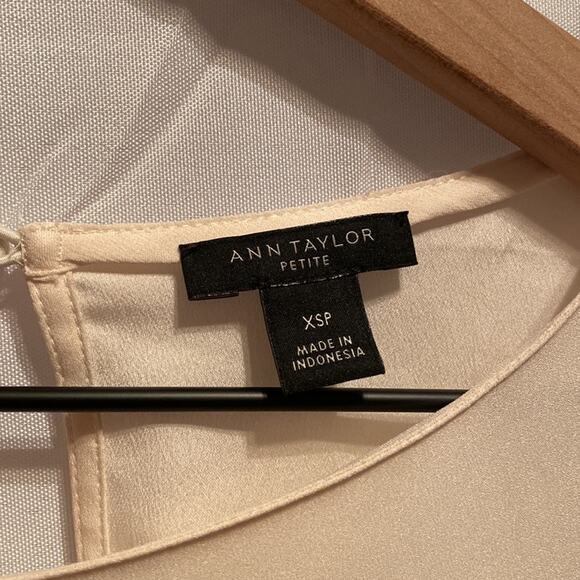 ANN TAYLOR
PETITE
XSP
MADE IN
INDONESIA